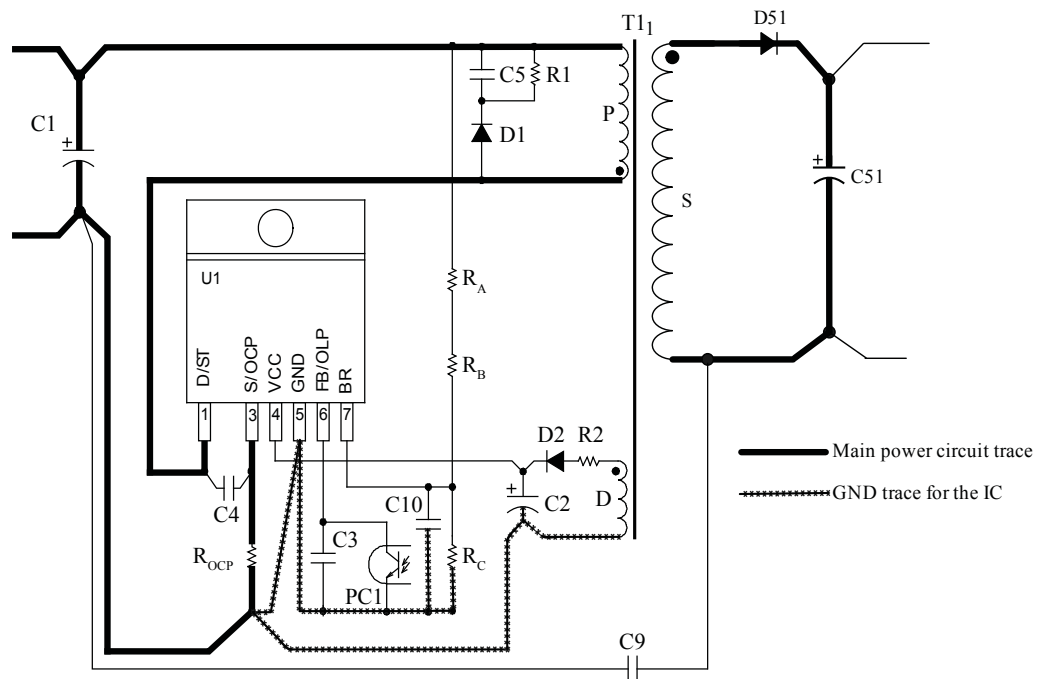 T1₁
D51
C5
R1
C1
+
P
D1
+
C51
S
U1
R_A
D/ST
S/OCP
VCC
GND
FB/OLP
BR
R_B
1
3
4
5
6
7
D2
R2
Main power circuit trace
+
C10
C2
D
GND trace for the IC
C4
C3
R_OCP
PC1
R_C
C9